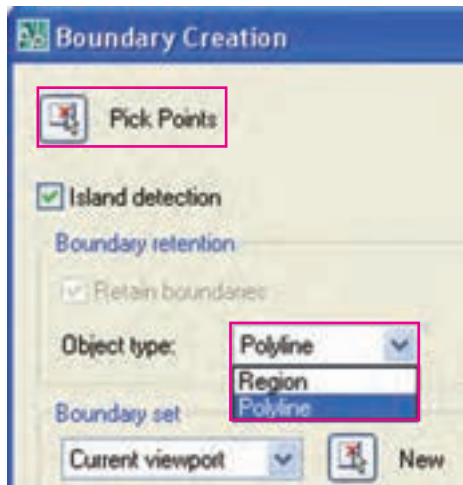 Boundary Creation
Pick Points
Island detection
Boundary retention
Retain boundaries
Object type: Polyline
Region
Polyline
Boundary set
Current viewport New